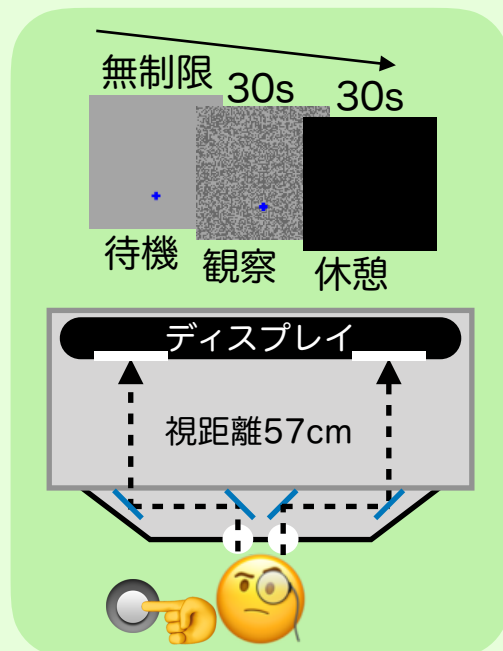 無制限
30s
30s
待機
観察
休憩
ディスプレイ
視距離57cm